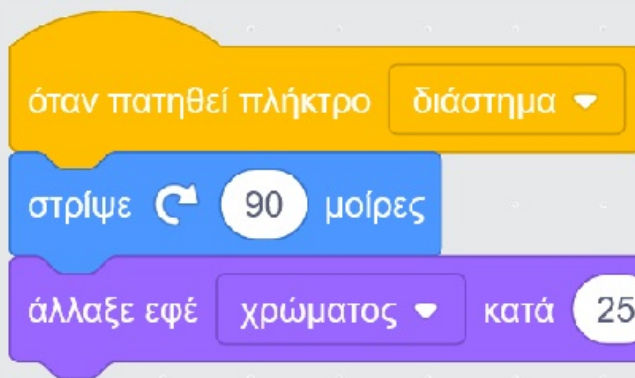 όταν πατηθεί πλήκτρο διάστημα
στρίψε 90 μοίρες
άλλαξε εφέ χρώματος κατά 25